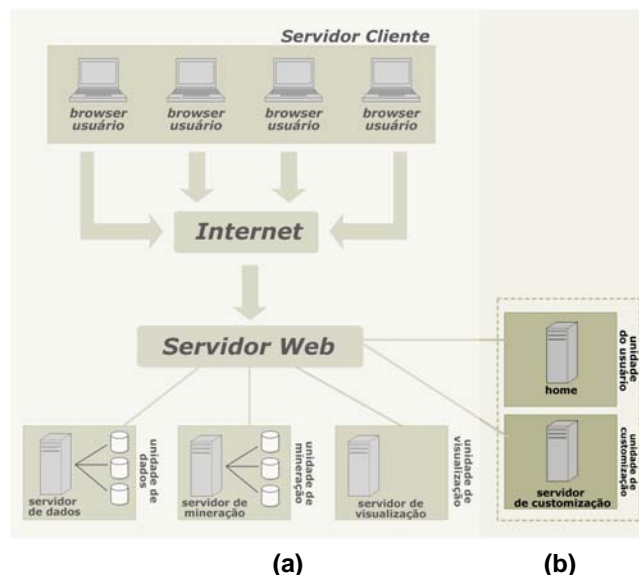 Servidor Cliente
browser
usuário
browser
usuário
browser
usuário
browser
usuário
Internet
Servidor Web
home
unidade
do usuário
servidor
de customização
unidade de
customização
servidor
de dados
unidade de
dados
servidor de
mineração
unidade de
mineração
servidor de
visualização
unidade de
visualização
(a)
(b)